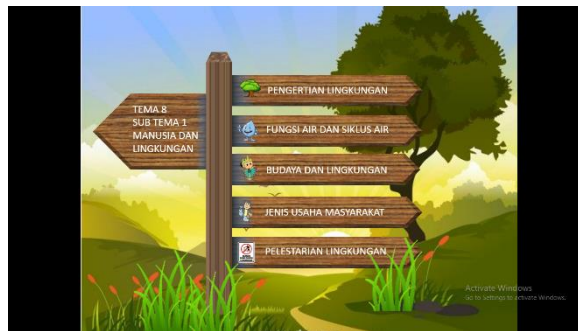 TEMA 8
SUB TEMA 1
MANUSIA DAN
LINGKUNGAN
PENGERTIAN LINGKUNGAN
FUNGSI AIR DAN SIKLUS AIR
BUDAYA DAN LINGKUNGAN
JENIS USAHA MASYARAKAT
PELESTARIAN LINGKUNGAN
Activate Windows
Go to Settings to activate Windows.